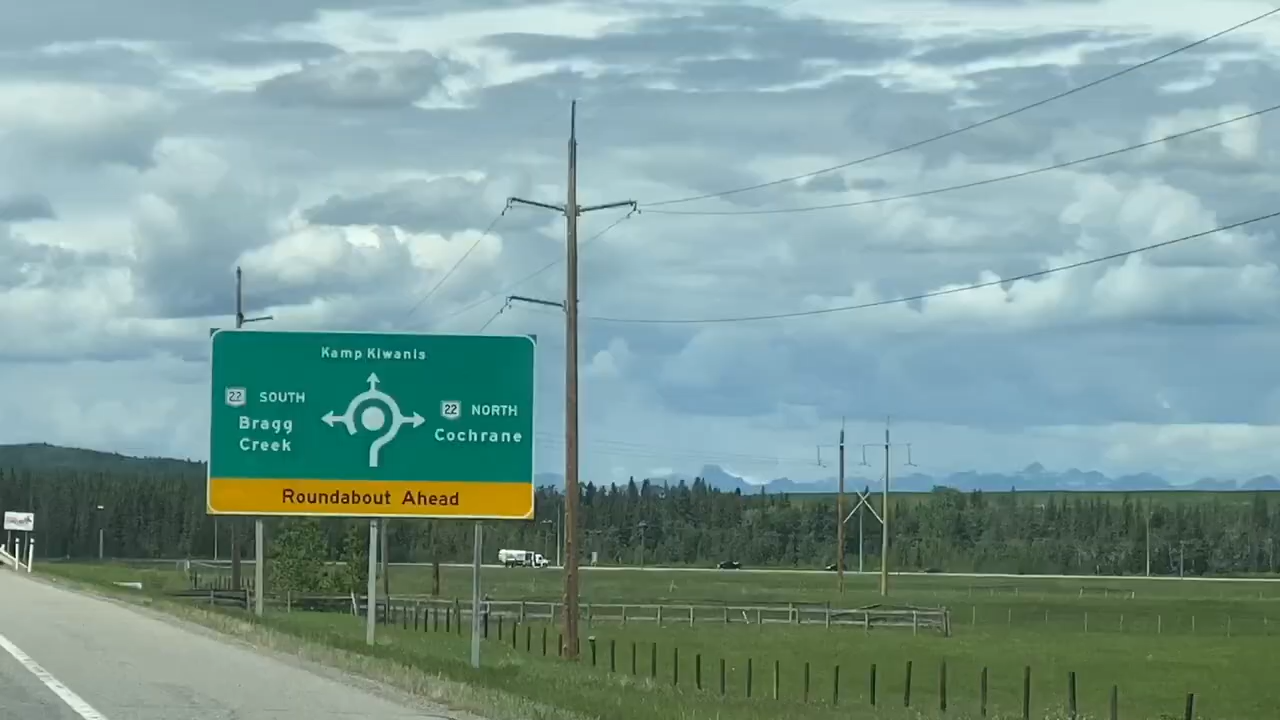 Kamp Kiwanis
22 SOUTH
Bragg
Creek
22 NORTH
Cochrane
Roundabout Ahead